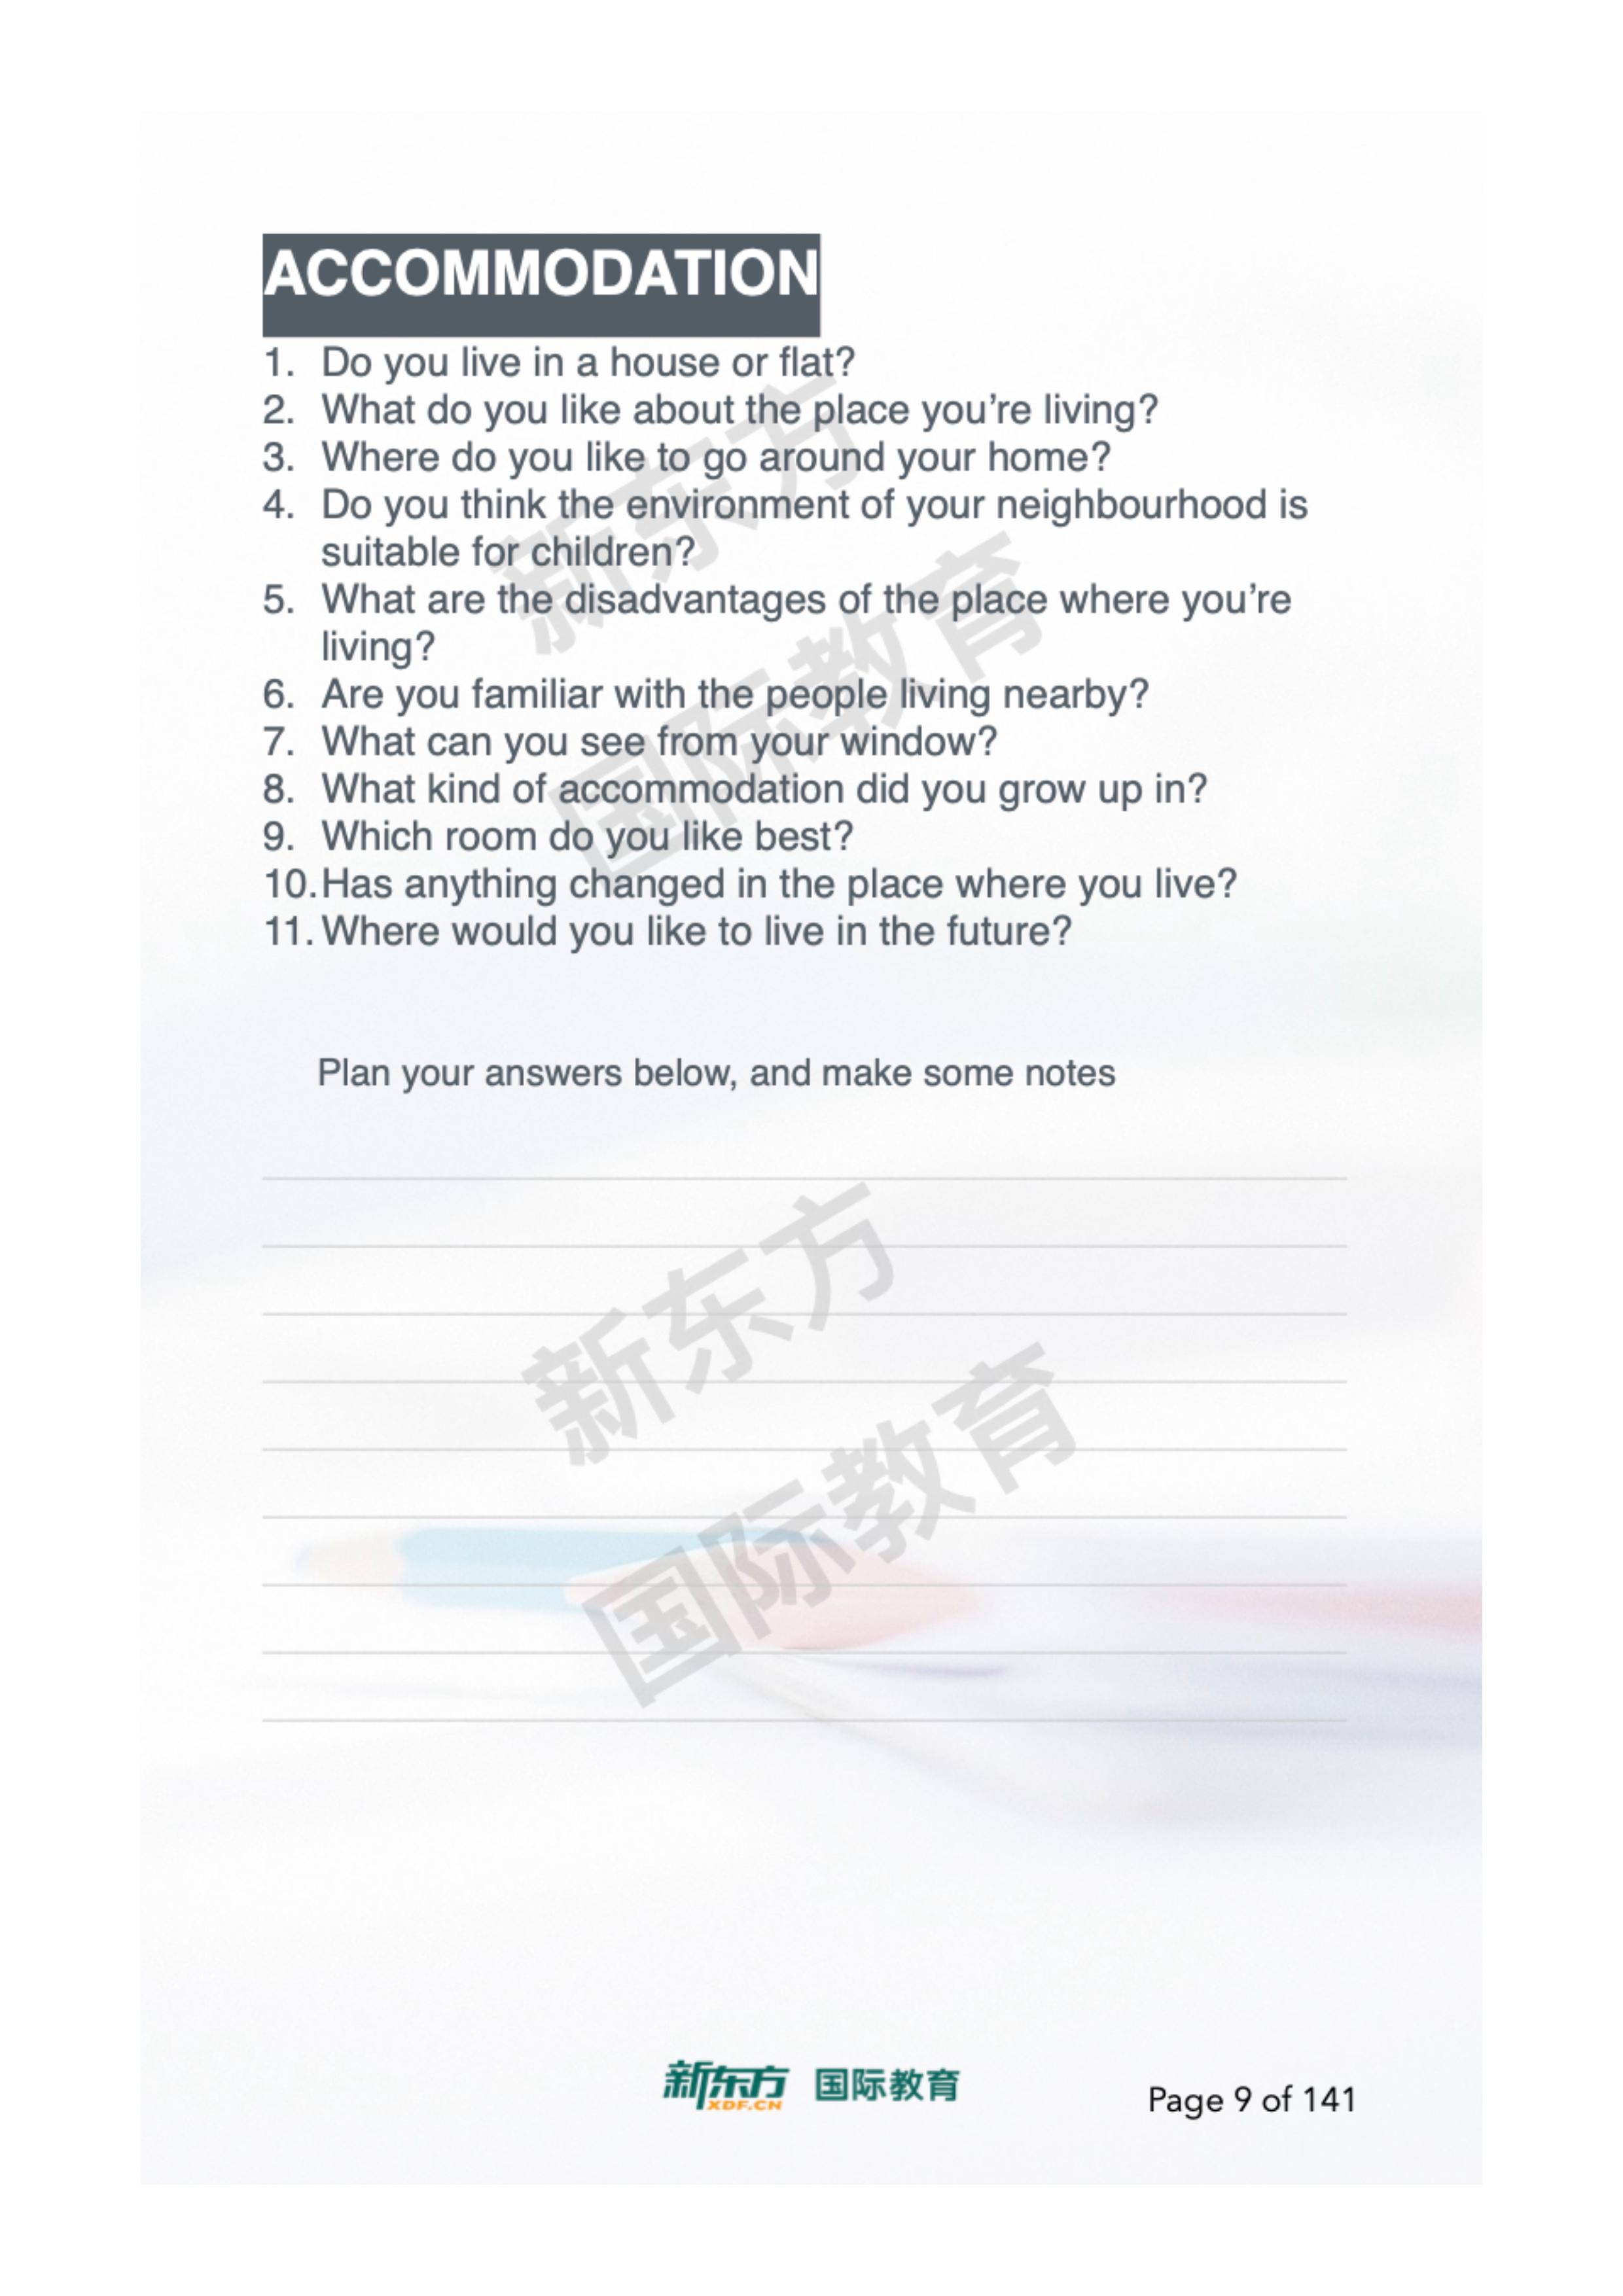 ACCOMMODATION
1. Do you live in a house or flat?
2. What do you like about the place you're living?
3. Where do you like to go around your home?
4. Do you think the environment of your neighbourhood is
suitable for children?
5. What are the disadvantages of the place where you're
living?
6. Are you familiar with the people living nearby?
7. What can you see from your window?
8. What kind of accommodation did you grow up in?
9. Which room do you like best?
10. Has anything changed in the place where you live?
11. Where would you like to live in the future?
新东方
国际教育
Plan your answers below, and make some notes
新东方
国际教育
新东方 国际教育
XDF.CN
Page 9 of 141